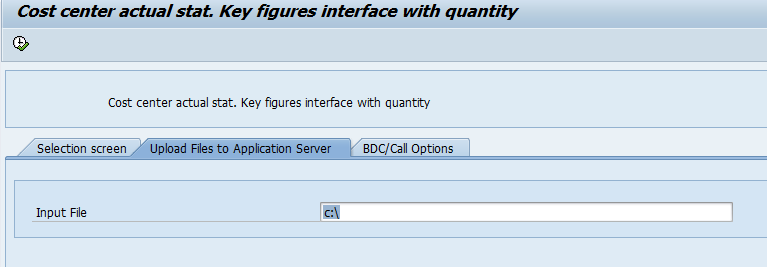 Cost center actual stat. Key figures interface with quantity
Cost center actual stat. Key figures interface with quantity
Selection screen Upload Files to Application Server BDC/Call Options
Input File c:\